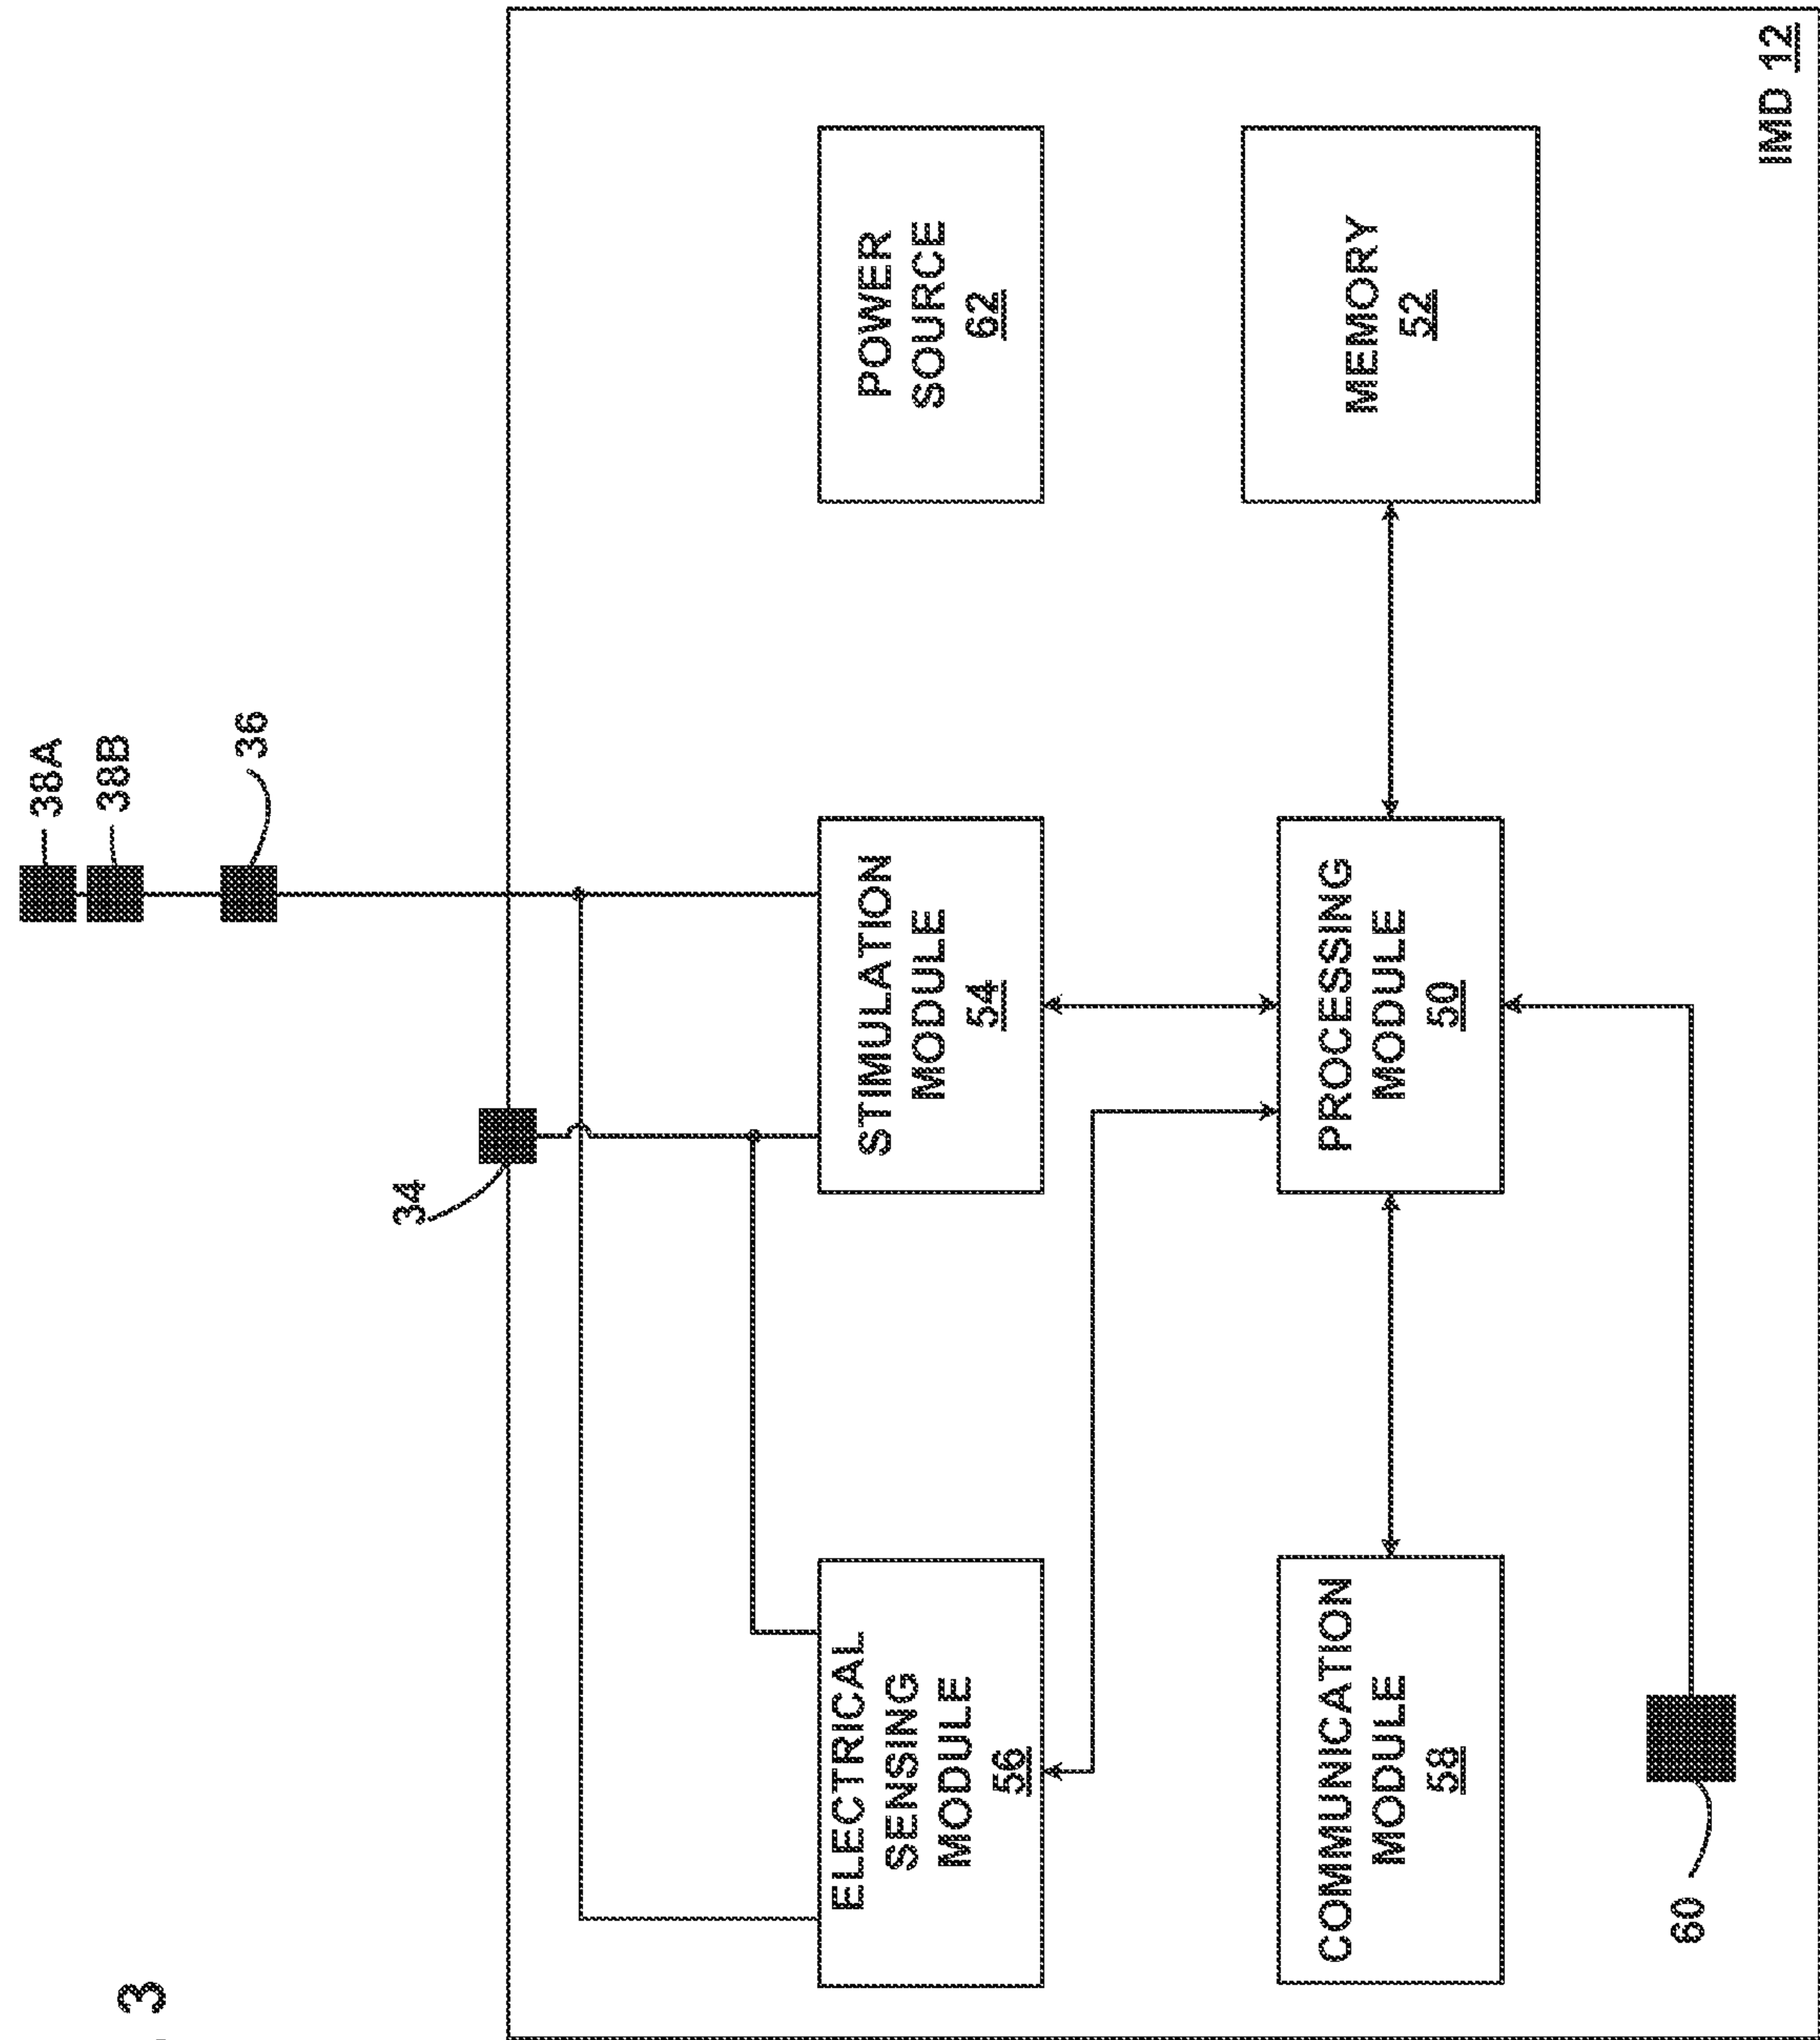 3
38A
38B
36
34
ELECTRICAL
SENSING
MODULE
56
STIMULATION
MODULE
54
POWER
SOURCE
62
COMMUNICATION
MODULE
58
PROCESSING
MODULE
50
MEMORY
52
60
IMD 12